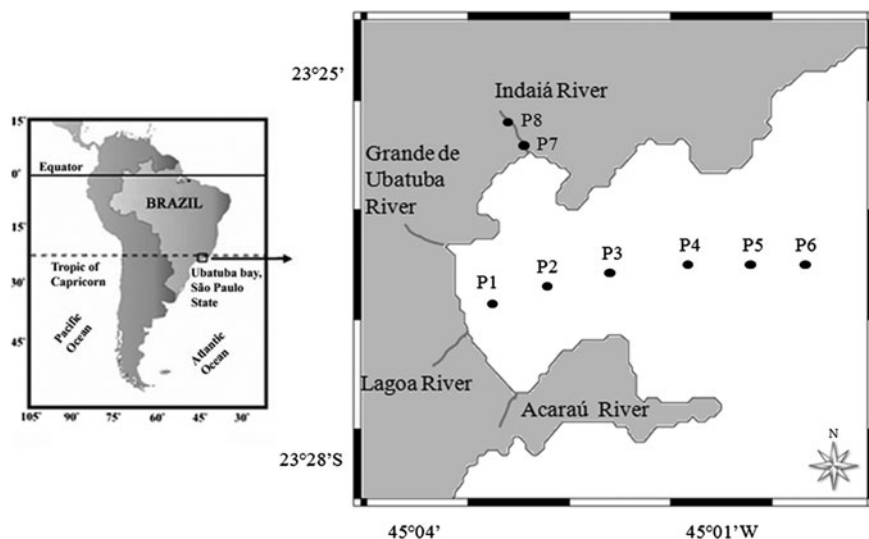 15˚
Equator
0˚
BRAZIL
15˚
Tropic of
Capricorn
Ubatuba bay,
São Paulo
State
30˚
Pacific
Ocean
Atlantic
Ocean
45˚
105˚ 90˚ 75˚ 60˚ 45˚ 30˚
23°25’
Indaiá River
P8
P7
Grande de
Ubatuba
River
P1
P2
P3
P4
P5
P6
Lagoa River
Acaraú River
N
23°28’S
45°04’
45°01’W